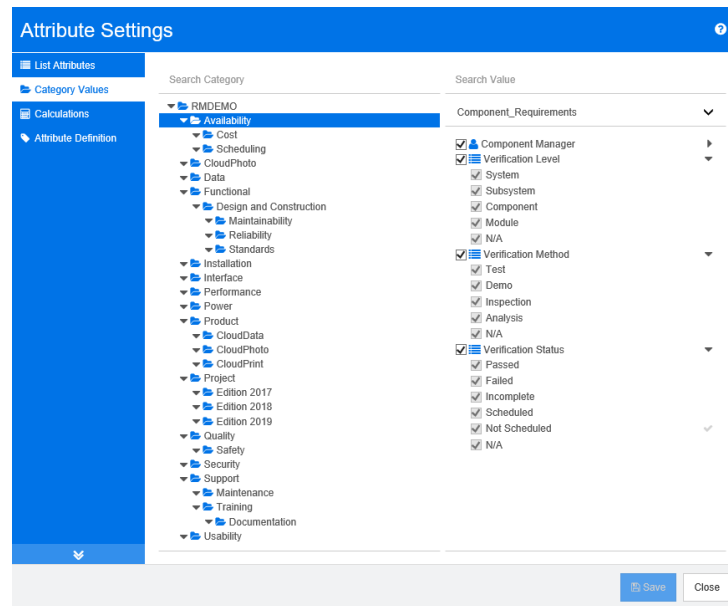 Attribute Settings
List Attributes
Category Values
Calculations
Attribute Definition
Search Category
RMDEMO
Availability
Cost
Scheduling
CloudPhoto
Data
Functional
Design and Construction
Maintainability
Reliability
Standards
Installation
Interface
Performance
Power
Product
CloudData
CloudPhoto
CloudPrint
Project
Edition 2017
Edition 2018
Edition 2019
Quality
Safety
Security
Support
Maintenance
Training
Documentation
Usability
Search Value
Component_Requirements
Component Manager
Verification Level
System
Subsystem
Component
Module
N/A
Verification Method
Test
Demo
Inspection
Analysis
N/A
Verification Status
Passed
Failed
Incomplete
Scheduled
Not Scheduled
N/A
Save
Close